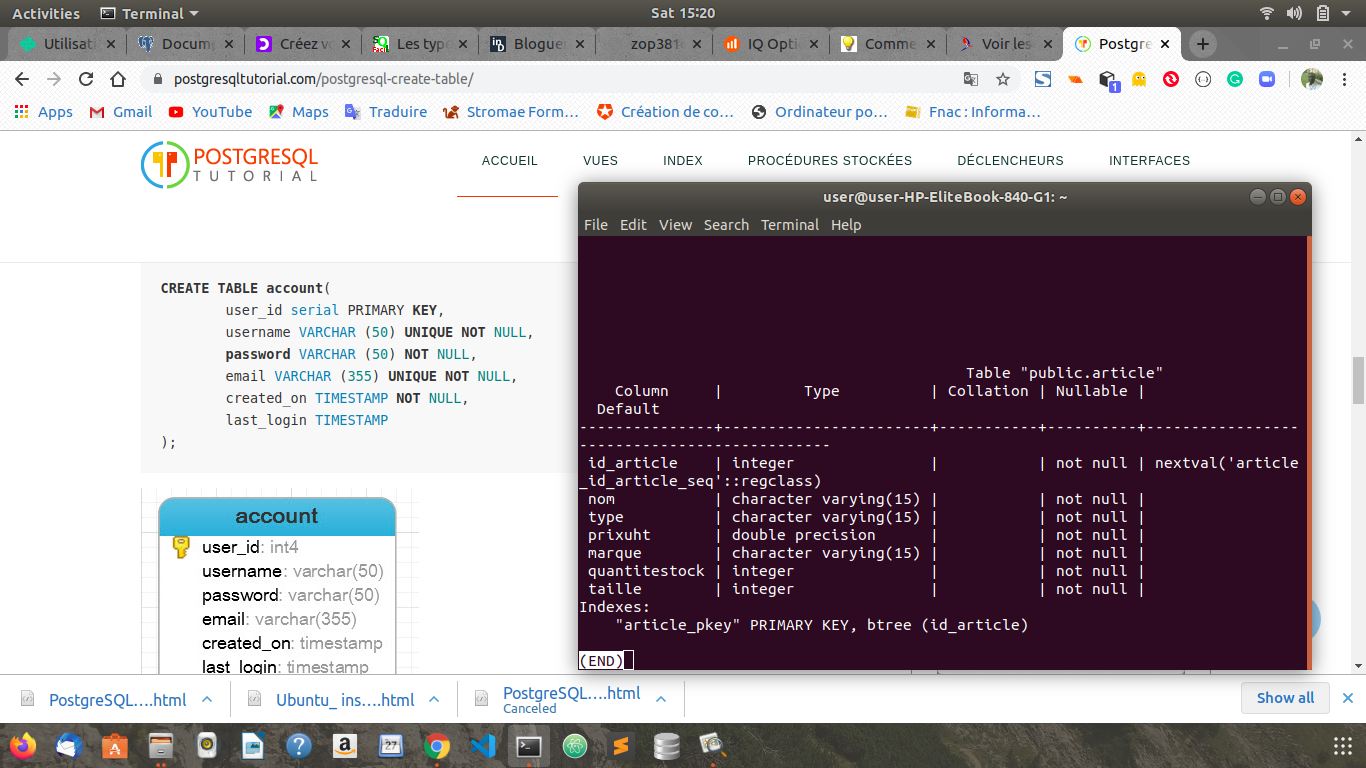 Activities Terminal Sat 15:20
Utilisati Docum Créez v Les type Blogue zop381 IQ Opti Comme Voir les Postgre
postgresqltutorial.com/postgresql-create-table/
Apps Gmail YouTube Maps Traduire Stromae Form… Création de co… Ordinateur po… Fnac : Informa…
POSTGRESQL
TUTORIAL
ACCUEIL VUES INDEX PROCÉDURES STOCKÉES DÉCLENCHEURS INTERFACES
CREATE TABLE account(
user_id serial PRIMARY KEY,
username VARCHAR (50) UNIQUE NOT NULL,
password VARCHAR (50) NOT NULL,
email VARCHAR (355) UNIQUE NOT NULL,
created_on TIMESTAMP NOT NULL,
last_login TIMESTAMP
);
account
user_id: int4
username: varchar(50)
password: varchar(50)
email: varchar(355)
created_on: timestamp
last_login: timestamp
user@user-HP-EliteBook-840-G1: ~
File Edit View Search Terminal Help
Table "public.article"
Column | Type | Collation | Nullable |
Default
---------------+-----------------------+-----------+----------+-----------------
----------------------------
id_article | integer | | not null | nextval('article
_id_article_seq'::regclass)
nom | character varying(15) | | not null |
type | character varying(15) | | not null |
prixuht | double precision | | not null |
marque | character varying(15) | | not null |
quantitestock | integer | | not null |
taille | integer | | not null |
Indexes:
"article_pkey" PRIMARY KEY, btree (id_article)
(END)
PostgreSQL….html Ubuntu_ ins….html PostgreSQL….html Show all
Canceled